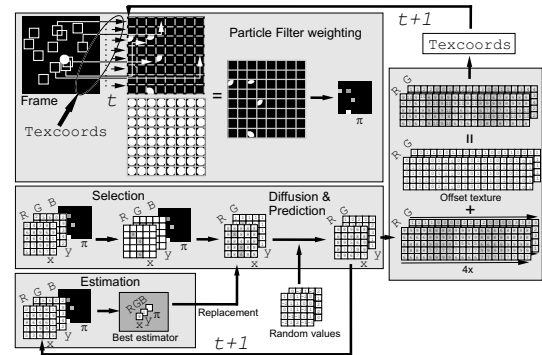 t+1
Particle Filter weighting
Texcoords
R G
=
π
Frame
t
Texcoords
=
R G
Offset texture
+
R G
4x
Selection
Diffusion &
Prediction
R G B
π
x
y
R G B
π
R G
x
y
x
y
Estimation
R G B
π
x
y
RGB
x y π
Best estimator
Replacement
Random values
t+1